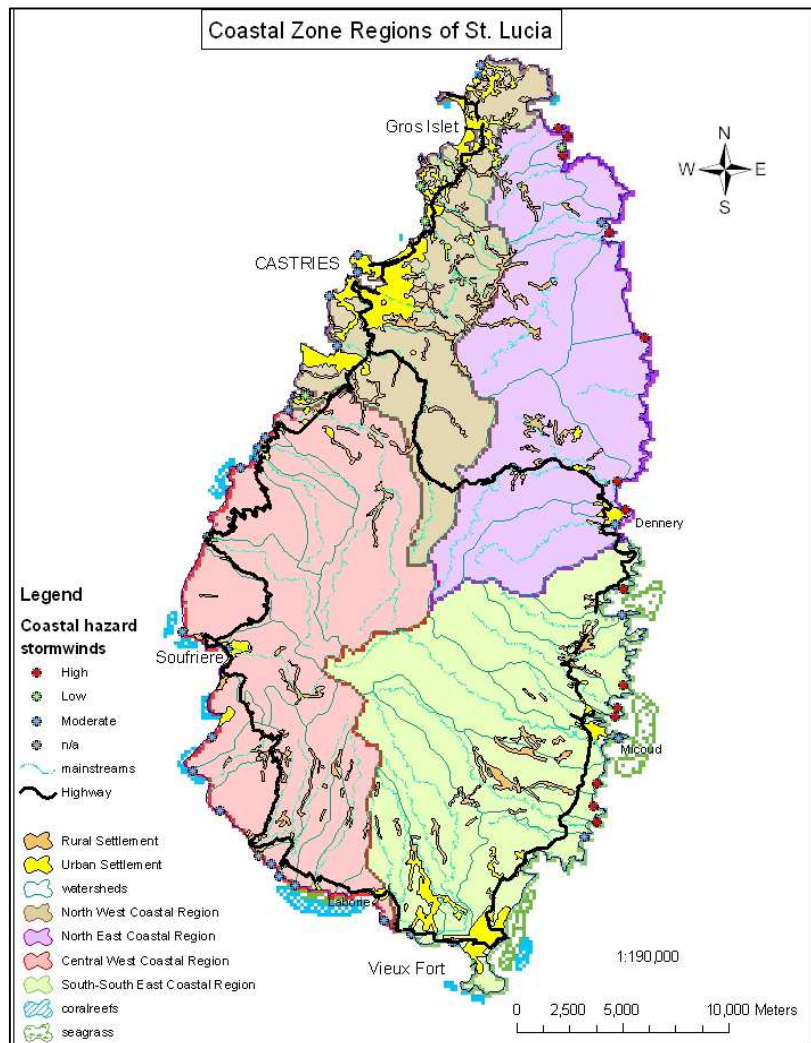 Coastal Zone Regions of St. Lucia
Gros Islet
N
W E
S
CASTRIES
Dennery
Legend
Coastal hazard
stormwinds
High
Low
Moderate
n/a
mainstreams
Highway
Rural Settlement
Urban Settlement
watersheds
North West Coastal Region
North East Coastal Region
Central West Coastal Region
South-South East Coastal Region
coralreefs
seagrass
Soufriere
Micoud
Laborie
Vieux Fort
1:190,000
0 2,500 5,000 10,000 Meters